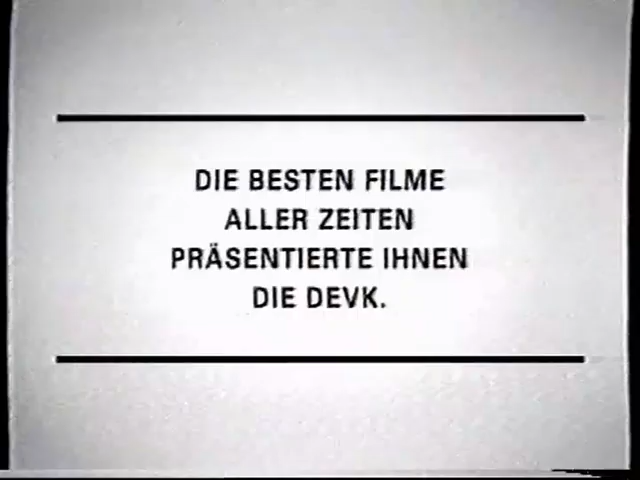 DIE BESTEN FILME
ALLER ZEITEN
PRÄSENTIERTE IHNEN
DIE DEVK.